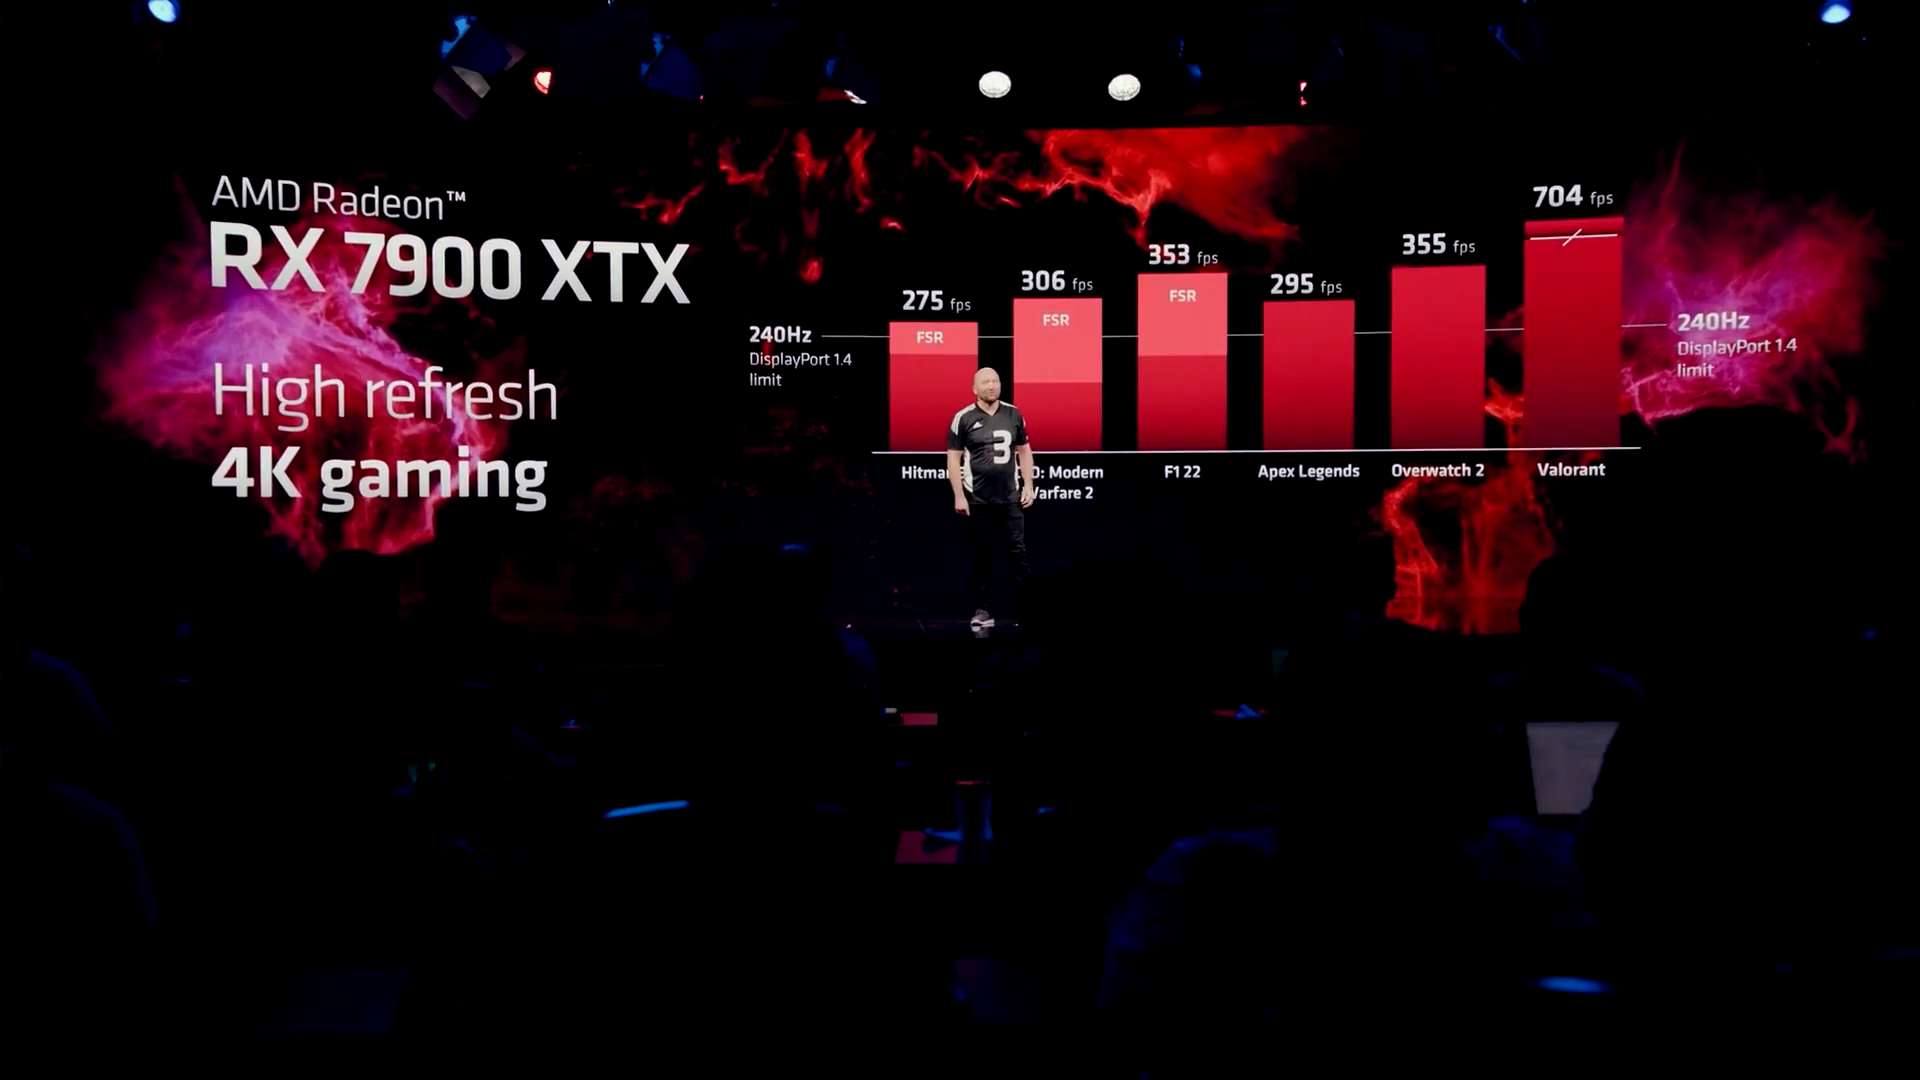 AMD Radeon™
RX 7900 XTX
High refresh
4K gaming
704 fps
355 fps
353 fps
306 fps
295 fps
275 fps
FSR
FSR
FSR
240Hz
DisplayPort 1.4
limit
240Hz
DisplayPort 1.4
limit
3
Modern
Warfare 2
F1 22
Apex Legends
Overwatch 2
Valorant